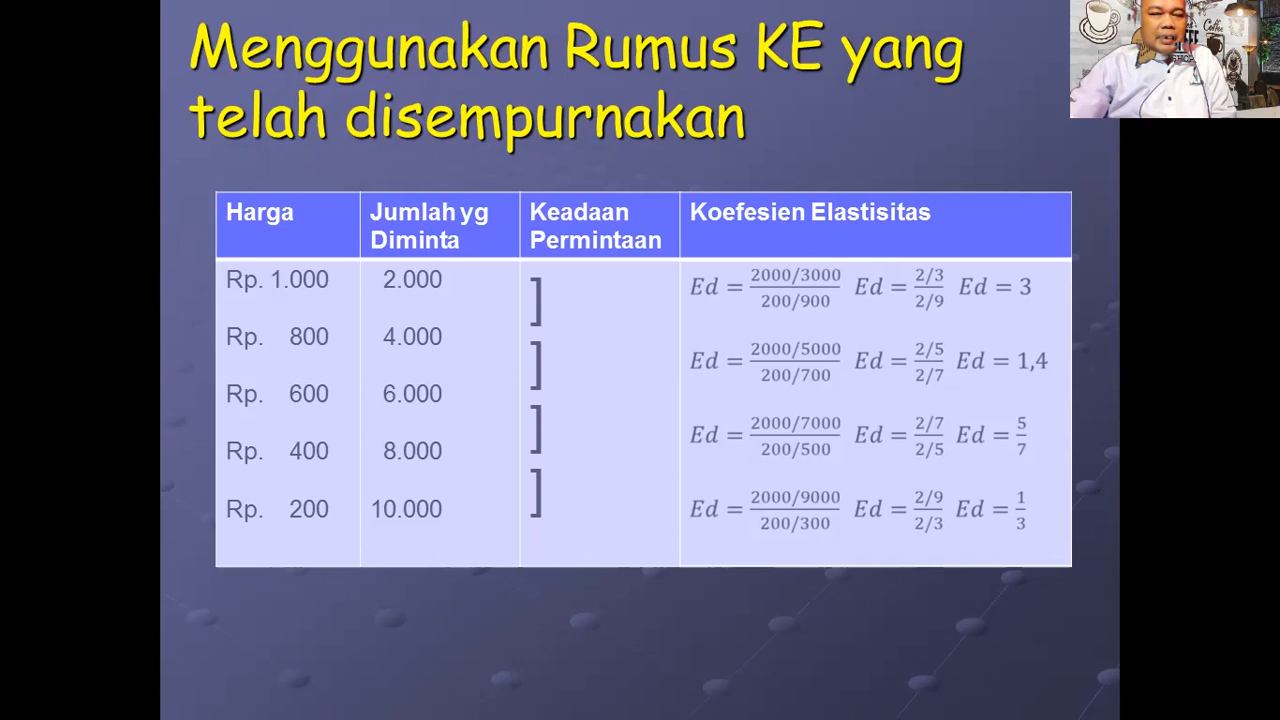 Menggunakan Rumus KE yang
telah disempurnakan
Harga
Jumlah yg
Diminta
Keadaan
Permintaan
Koefesien Elastisitas
Rp. 1.000 2.000 ] Ed = 2000/3000 / 200/900 Ed = 2/3 / 2/9 Ed = 3
Rp. 800 4.000 ] Ed = 2000/5000 / 200/700 Ed = 2/5 / 2/7 Ed = 1,4
Rp. 600 6.000 ] Ed = 2000/7000 / 200/500 Ed = 2/7 / 2/5 Ed = 5/7
Rp. 400 8.000 ] Ed = 2000/9000 / 200/300 Ed = 2/9 / 2/3 Ed = 1/3
Rp. 200 10.000
Coffee